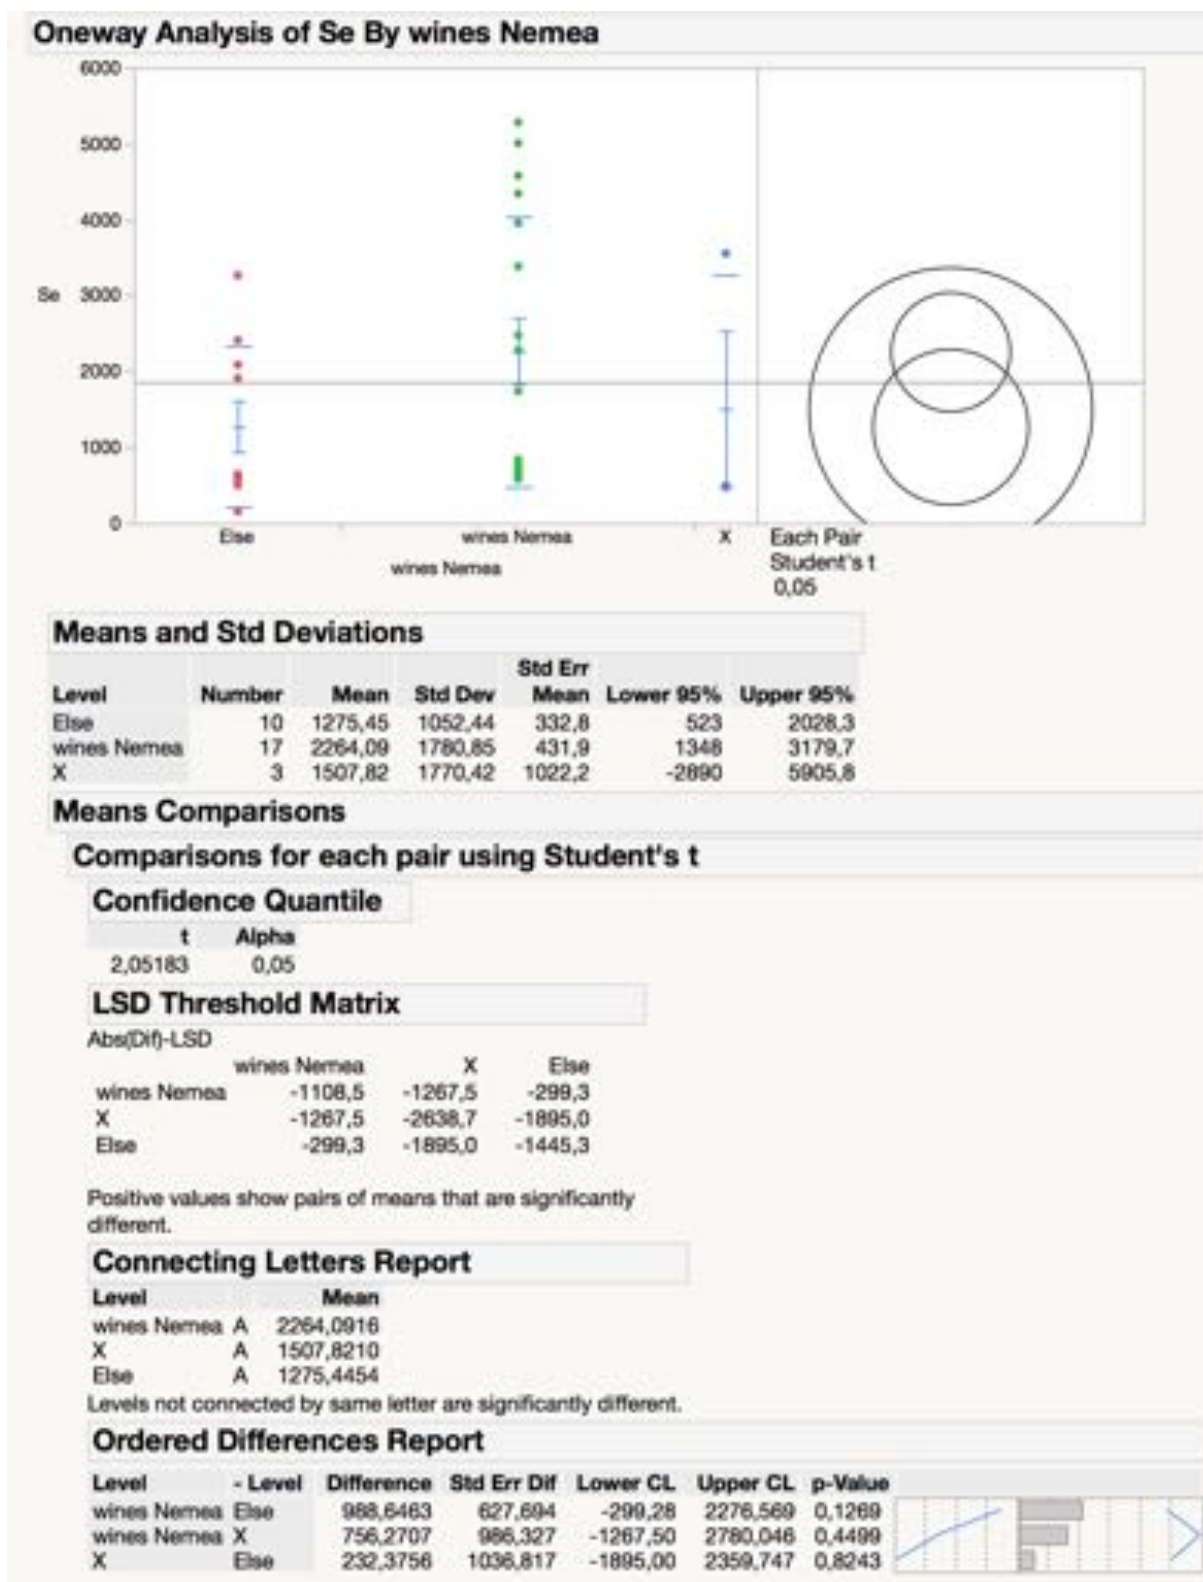 Oneway Analysis of Se By wines Nemea
6000
5000
4000
Se 3000
2000
1000
0
Else wines Nemea X Each Pair
wines Nemea Student's t
0,05
Means and Std Deviations
Std Err
Level Number Mean Std Dev Mean Lower 95% Upper 95%
Else 10 1275,45 1052,44 332,8 523 2028,3
wines Nemea 17 2264,09 1780,85 431,9 1348 3179,7
X 3 1507,82 1770,42 1022,2 -2890 5905,8
Means Comparisons
Comparisons for each pair using Student's t
Confidence Quantile
t Alpha
2,05183 0,05
LSD Threshold Matrix
Abs(Dif)-LSD
wines Nemea X Else
wines Nemea -1108,5 -1267,5 -299,3
X -1267,5 -2638,7 -1895,0
Else -299,3 -1895,0 -1445,3
Positive values show pairs of means that are significantly
different.
Connecting Letters Report
Level Mean
wines Nemea A 2264,0916
X A 1507,8210
Else A 1275,4454
Levels not connected by same letter are significantly different.
Ordered Differences Report
Level - Level Difference Std Err Dif Lower CL Upper CL p-Value
wines Nemea Else 988,6463 627,694 -299,28 2276,569 0,1269
wines Nemea X 756,2707 986,327 -1267,50 2780,046 0,4499
X Else 232,3756 1036,817 -1895,00 2359,747 0,8243